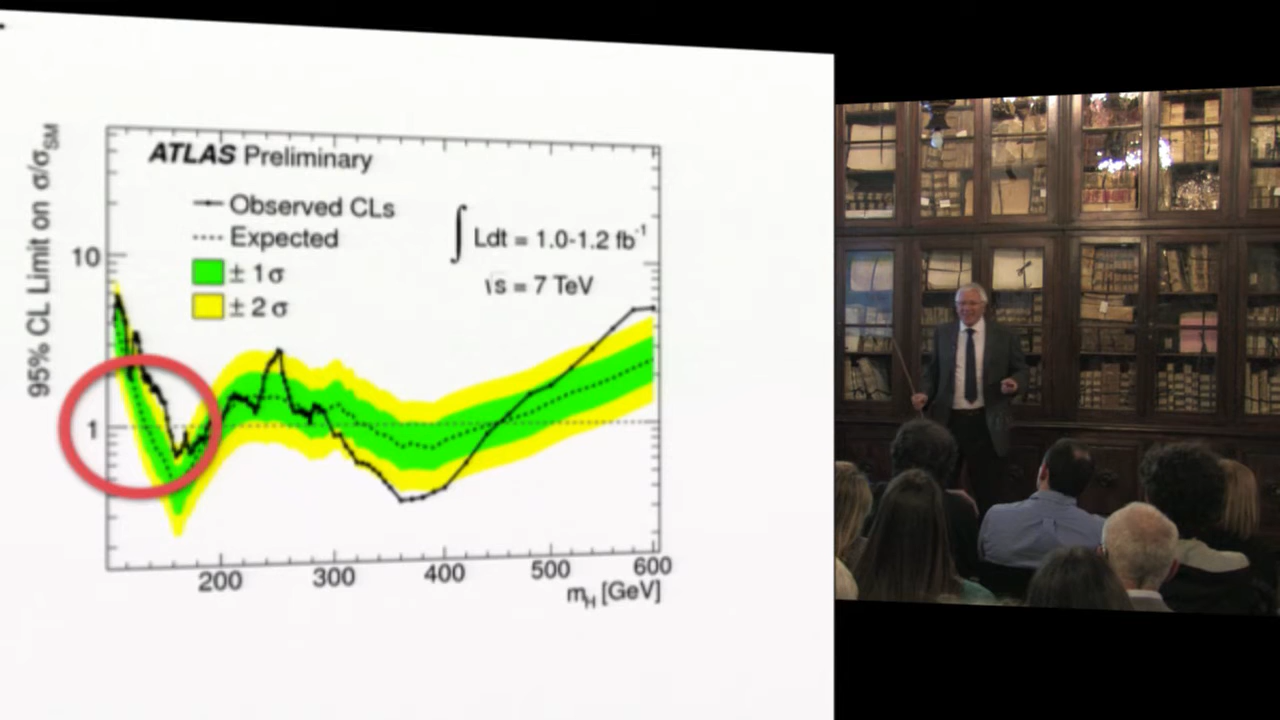 ATLAS Preliminary
Observed CLs
Expected
± 1σ
± 2σ
∫ Ldt = 1.0-1.2 fb⁻¹
√s = 7 TeV
95% CL Limit on σ/σSM
10
1
200
300
400
500
600
mH [GeV]